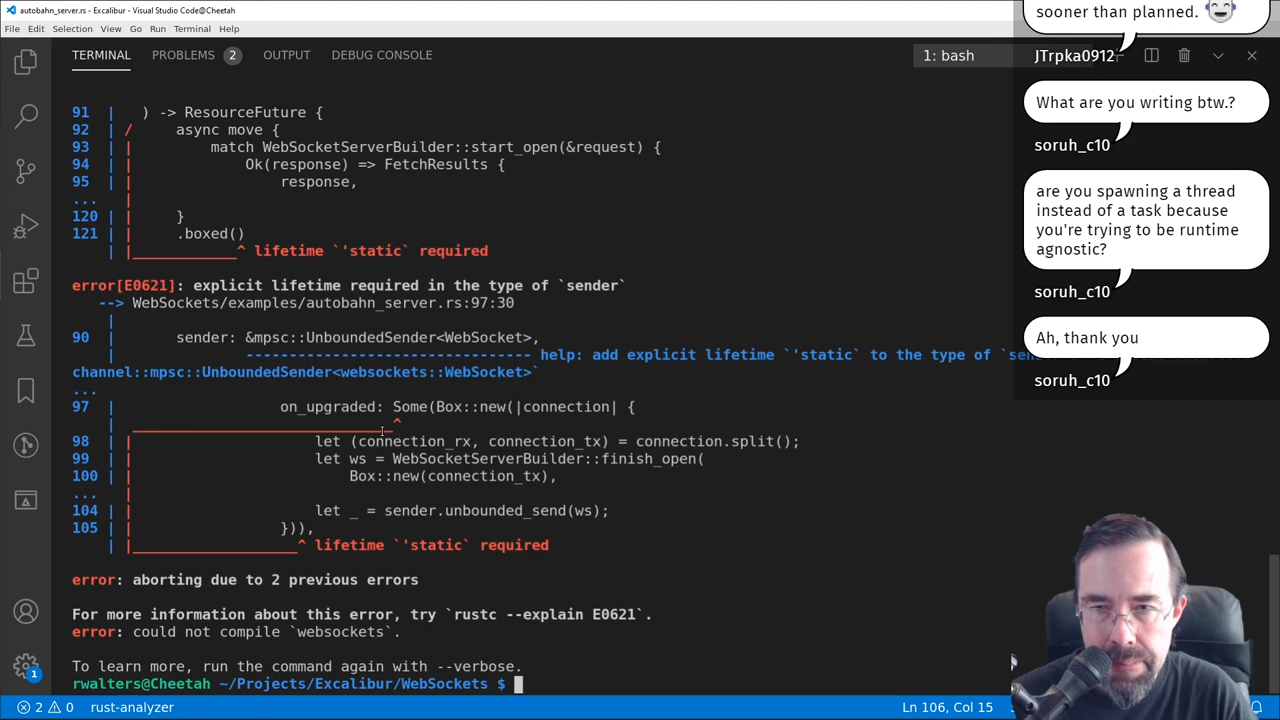 autobahn_server.rs - Excalibur - Visual Studio Code@Cheetah
File Edit Selection View Go Run Terminal Help
TERMINAL PROBLEMS 2 OUTPUT DEBUG CONSOLE 1: bash
91 | ) -> ResourceFuture {
92 | / async move {
93 | | match WebSocketServerBuilder::start_open(&request) {
94 | | Ok(response) => FetchResults {
95 | | response,
... |
120 | | }
121 | | .boxed()
| |____________^ lifetime `'static` required
error[E0621]: explicit lifetime required in the type of `sender`
--> WebSockets/examples/autobahn_server.rs:97:30
|
90 | sender: &mpsc::UnboundedSender<WebSocket>,
| --------------------------------- help: add explicit lifetime `'static` to the type of `sen
channel::mpsc::UnboundedSender<websockets::WebSocket>`
...
97 | on_upgraded: Some(Box::new(|connection| {
| ______________________________^
98 | | let (connection_rx, connection_tx) = connection.split();
99 | | let ws = WebSocketServerBuilder::finish_open(
100 | | Box::new(connection_tx),
... |
104 | | let _ = sender.unbounded_send(ws);
105 | | })),
| |___________________^ lifetime `'static` required
error: aborting due to 2 previous errors
For more information about this error, try `rustc --explain E0621`.
error: could not compile `websockets`.
To learn more, run the command again with --verbose.
rwalters@Cheetah ~/Projects/Excalibur/WebSockets $
1
2 0 rust-analyzer Ln 106, Col 15
sooner than planned.
JTrpka0912
What are you writing btw.?
soruh_c10
are you spawning a thread
instead of a task because
you're trying to be runtime
agnostic?
soruh_c10
Ah, thank you
soruh_c10